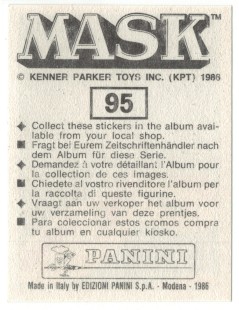 MASK™
© KENNER PARKER TOYS INC. (KPT) 1986
95
Collect these stickers in the album avai-
lable from your local shop.
Fragt bei Eurem Zeitschriftenhändler nach
dem Album für diese Serie.
Demandez à votre détaillant l'Album pour
la collection de ces images.
Chiedete al vostro rivenditore l'album per
la raccolta di queste figurine.
Vraagt aan uw verkoper het album voor
uw verzameling van deze prentjes.
Para coleccionar estos cromos compra
tu album en cualquier kiosko.
PANINI
Made in Italy by EDIZIONI PANINI S.p.A. - Modena - 1986